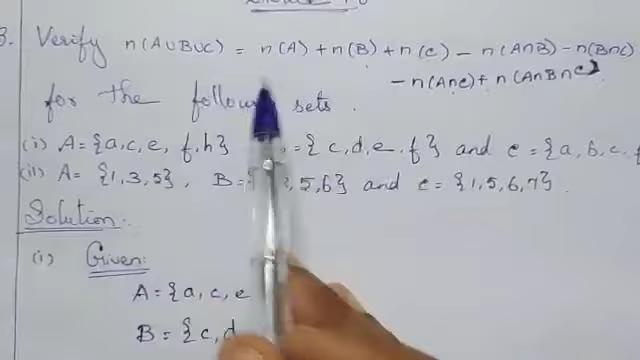 3. Verify n(A∪B∪C) = n(A) + n(B) + n(C) - n(A∩B) - n(B∩C)
- n(A∩C) + n(A∩B∩C)
for the sets.
(i) A = {a, c, e, f, h} = {c, d, e, f} and C = {a, b, c, f
(ii) A = {1, 3, 5}, B = { 5, 6} and C = {1, 5, 6, 7}.
Solution:
(i) Given:
A = {a, c, e
B = {c, d